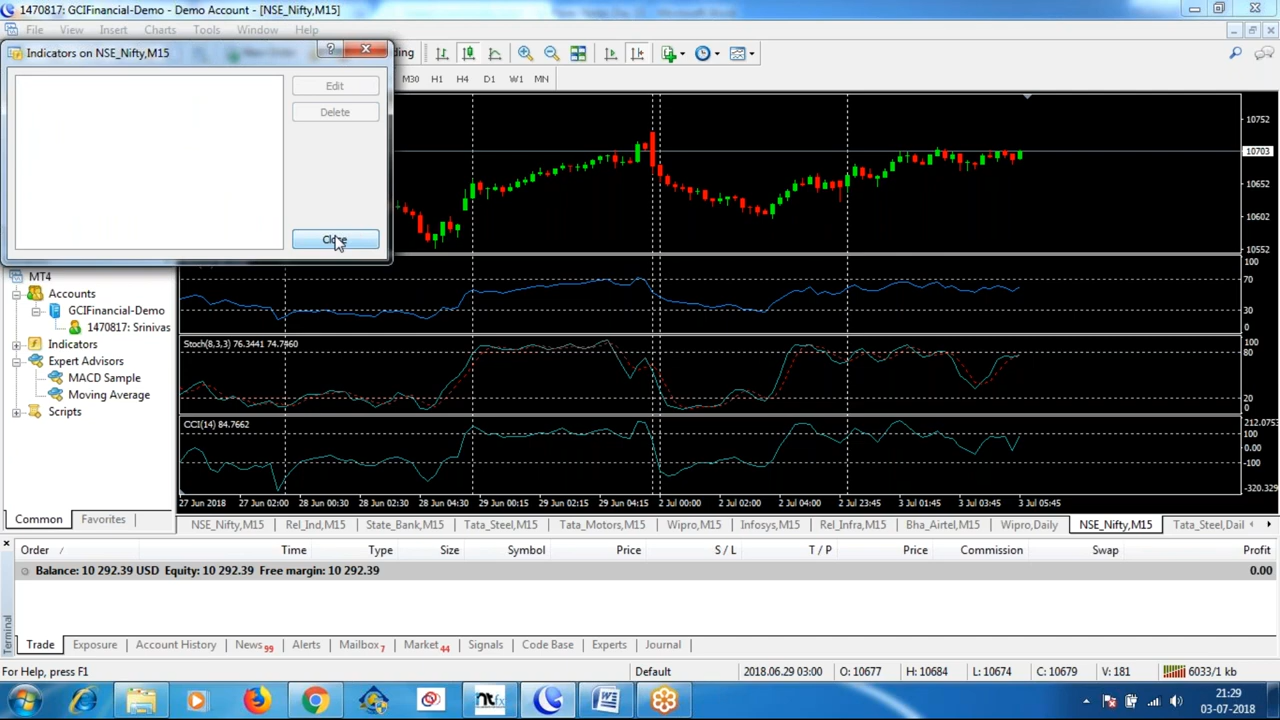 1470817: GCIFinancial-Demo - Demo Account - [NSE_Nifty,M15]
File View Insert Charts Tools Window Help
Indicators on NSE_Nifty,M15
Edit
Delete
Close
M30 H1 H4 D1 W1 MN
10752
10703
10652
10602
10552
100
70
30
0
Stoch(8,3,3) 76.3441 74.7460
100
80
20
0
CCI(14) 84.7662
212.0753
100
0.00
-100
-320.329
27 Jun 2018 27 Jun 02:00 28 Jun 00:30 28 Jun 02:30 28 Jun 04:30 29 Jun 00:15 29 Jun 02:15 29 Jun 04:15 2 Jul 00:00 2 Jul 02:00 2 Jul 04:00 2 Jul 23:45 3 Jul 01:45 3 Jul 03:45 3 Jul 05:45
MT4
Accounts
GCIFinancial-Demo
1470817: Srinivas
Indicators
Expert Advisors
MACD Sample
Moving Average
Scripts
Common Favorites
NSE_Nifty,M15 Rel_Ind,M15 State_Bank,M15 Tata_Steel,M15 Tata_Motors,M15 Wipro,M15 Infosys,M15 Rel_Infra,M15 Bha_Airtel,M15 Wipro,Daily NSE_Nifty,M15 Tata_Steel,Dail
Order / Time Type Size Symbol Price S / L T / P Price Commission Swap Profit
Balance: 10 292.39 USD Equity: 10 292.39 Free margin: 10 292.39 0.00
Terminal
Trade Exposure Account History News 99 Alerts Mailbox 7 Market 44 Signals Code Base Experts Journal
For Help, press F1 Default 2018.06.29 03:00 O: 10677 H: 10684 L: 10674 C: 10679 V: 181 6033/1 kb
21:29
03-07-2018